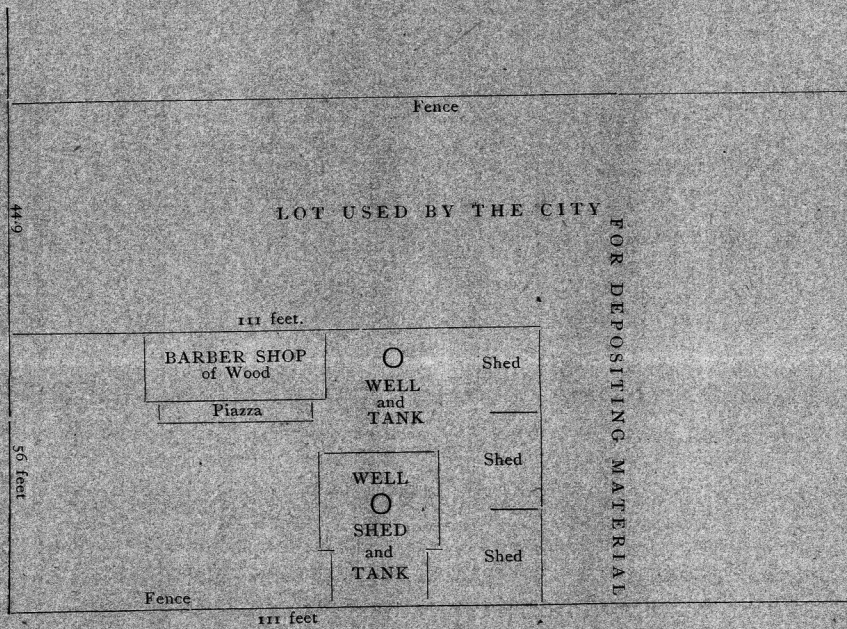 Fence
44.9
LOT USED BY THE CITY
FOR DEPOSITING MATERIAL
111 feet.
BARBER SHOP
of Wood
Piazza
O
WELL
and
TANK
Shed
Shed
Shed
56 feet
WELL
O
SHED
and
TANK
Fence
111 feet